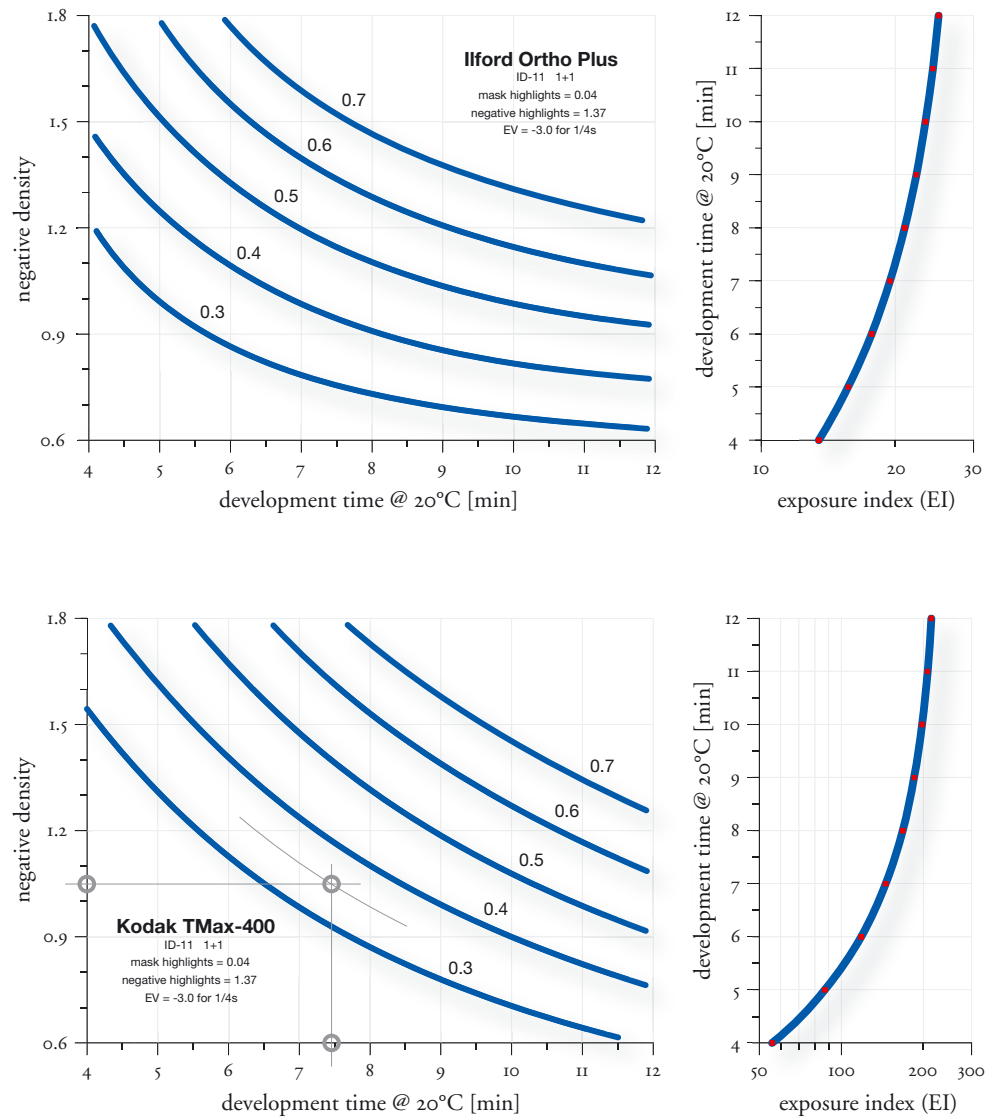 1.8
1.5
1.2
0.9
0.6
negative density
4 5 6 7 8 9 10 11 12
development time @ 20°C [min]
0.7
0.6
0.5
0.4
0.3
Ilford Ortho Plus
ID-11 1+1
mask highlights = 0.04
negative highlights = 1.37
EV = -3.0 for 1/4s
12
11
10
9
8
7
6
5
4
development time @ 20°C [min]
10 20 30
exposure index (EI)
1.8
1.5
1.2
0.9
0.6
negative density
4 5 6 7 8 9 10 11 12
development time @ 20°C [min]
0.7
0.6
0.5
0.4
0.3
Kodak TMax-400
ID-11 1+1
mask highlights = 0.04
negative highlights = 1.37
EV = -3.0 for 1/4s
12
11
10
9
8
7
6
5
4
development time @ 20°C [min]
50 100 200 300
exposure index (EI)